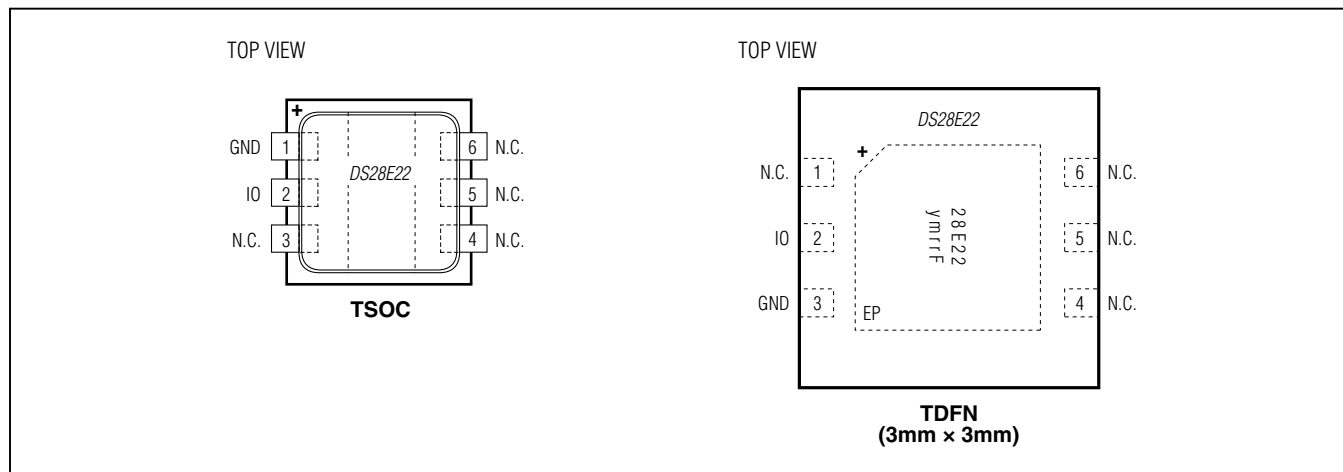 TOP VIEW
+
GND 1
6 N.C.
DS28E22
IO 2
5 N.C.
N.C. 3
4 N.C.
TSOC
TOP VIEW
DS28E22
+
N.C. 1
6 N.C.
28E22
ymrrF
IO 2
5 N.C.
GND 3
4 N.C.
EP
TDFN
(3mm × 3mm)